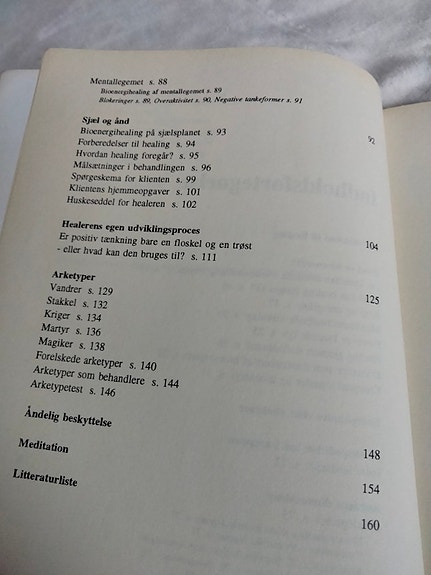 Mentallegemet s. 88
Bioenergihealing af mentallegemet s. 89
Blokeringer s. 89, Overaktivitet s. 90, Negative tankeformer s. 91
Sjæl og ånd 92
Bioenergihealing på sjælsplanet s. 93
Forberedelser til healing s. 94
Hvordan healing foregår? s. 95
Målsætninger i behandlingen s. 96
Spørgeskema for klienten s. 99
Klientens hjemmeopgaver s. 101
Huskeseddel for healeren s. 102
Healerens egen udviklingsproces 104
Er positiv tænkning bare en floskel og en trøst
- eller hvad kan den bruges til? s. 111
Arketyper 125
Vandrer s. 129
Stakkel s. 132
Kriger s. 134
Martyr s. 136
Magiker s. 138
Forelskede arketyper s. 140
Arketyper som behandlere s. 144
Arketypetest s. 146
Åndelig beskyttelse 148
Meditation 154
Litteraturliste 160